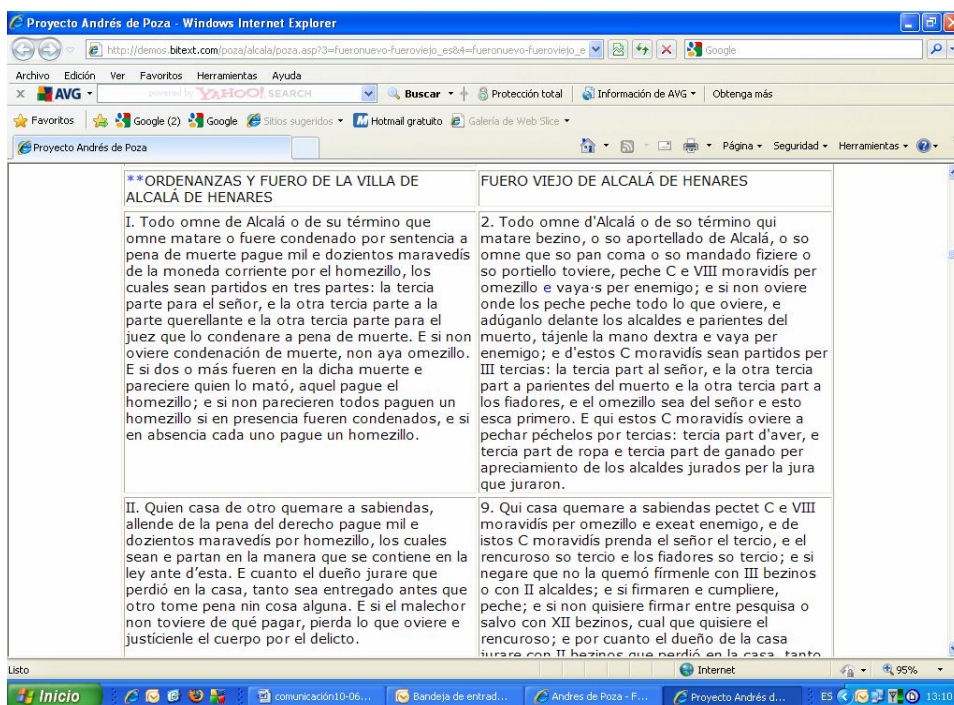 Proyecto Andrés de Poza - Windows Internet Explorer
http://demos.bitext.com/poza/alcala/poza.asp?3=fueronuevo-fueroviejo_es&4=fueronuevo-fueroviejo_e
Google
Archivo Edición Ver Favoritos Herramientas Ayuda
AVG powered by YAHOO! SEARCH Buscar Protección total Información de AVG Obtenga más
Favoritos Google (2) Google Sitios sugeridos Hotmail gratuito Galería de Web Slice
Proyecto Andrés de Poza Página Seguridad Herramientas
**ORDENANZAS Y FUERO DE LA VILLA DE
ALCALÁ DE HENARES
FUERO VIEJO DE ALCALÁ DE HENARES
I. Todo omne de Alcalá o de su término que
omne matare o fuere condenado por sentencia a
pena de muerte pague mil e dozientos maravedís
de la moneda corriente por el homezillo, los
cuales sean partidos en tres partes: la tercia
parte para el señor, e la otra tercia parte a la
parte querellante e la otra tercia parte para el
juez que lo condenare a pena de muerte. E si non
oviere condenación de muerte, non aya omezillo.
E si dos o más fueren en la dicha muerte e
pareciere quien lo mató, aquel pague el
homezillo; e si non parecieren todos paguen un
homezillo si en presencia fueren condenados, e si
en absencia cada uno pague un homezillo.
2. Todo omne d'Alcalá o de so término qui
matare bezino, o so aportellado de Alcalá, o so
omne que so pan coma o so mandado fiziere o
so portiello toviere, peche C e VIII moravidís per
omezillo e vaya·s per enemigo; e si non oviere
onde los peche peche todo lo que oviere, e
adúganlo delante los alcaldes e parientes del
muerto, tájenle la mano dextra e vaya per
enemigo; e d'estos C moravidís sean partidos per
III tercias: la tercia part al señor, e la otra tercia
part a parientes del muerto e la otra tercia part a
los fiadores, e el omezillo sea del señor e esto
esca primero. E qui estos C moravidís oviere a
pechar péchelos por tercias: tercia part d'aver, e
tercia part de ropa e tercia part de ganado per
apreciamiento de los alcaldes jurados per la jura
que juraron.
II. Quien casa de otro quemare a sabiendas,
allende de la pena del derecho pague mil e
dozientos maravedís por homezillo, los cuales
sean e partan en la manera que se contiene en la
ley ante d'esta. E cuanto el dueño jurare que
perdió en la casa, tanto sea entregado antes que
otro tome pena nin cosa alguna. E si el malechor
non toviere de qué pagar, pierda lo que oviere e
justícienle el cuerpo por el delicto.
9. Qui casa quemare a sabiendas pectet C e VIII
moravidís per omezillo e exeat enemigo, e de
istos C moravidís prenda el señor el tercio, e el
rencuroso so tercio e los fiadores so tercio; e si
negare que no la quemó fírmenle con III bezinos
o con II alcaldes; e si firmaren e cumpliere,
peche; e si non quisiere firmar entre pesquisa o
salvo con XII bezinos, cual que quisiere el
rencuroso; e por cuanto el dueño de la casa
jurare con II bezinos que perdió en la casa, tanto
Listo Internet 95%
Inicio comunicación10-06... Bandeja de entrad... Andres de Poza - F... Proyecto Andrés d... ES 13:10